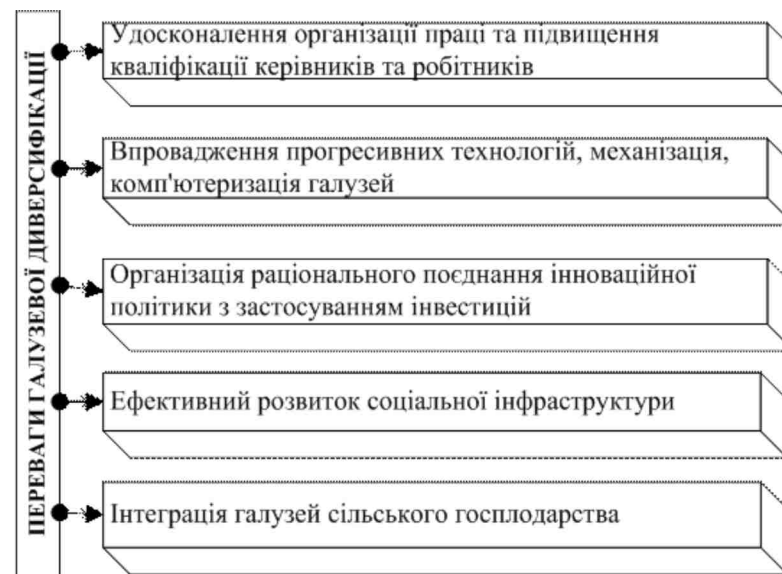 ПЕРЕВАГИ ГАЛУЗЕВОЇ ДИВЕРСИФІКАЦІЇ
Удосконалення організації праці та підвищення
кваліфікації керівників та робітників
Впровадження прогресивних технологій, механізація,
комп'ютеризація галузей
Організація раціонального поєднання інноваційної
політики з застосуванням інвестицій
Ефективний розвиток соціальної інфраструктури
Інтеграція галузей сільського госплодарства